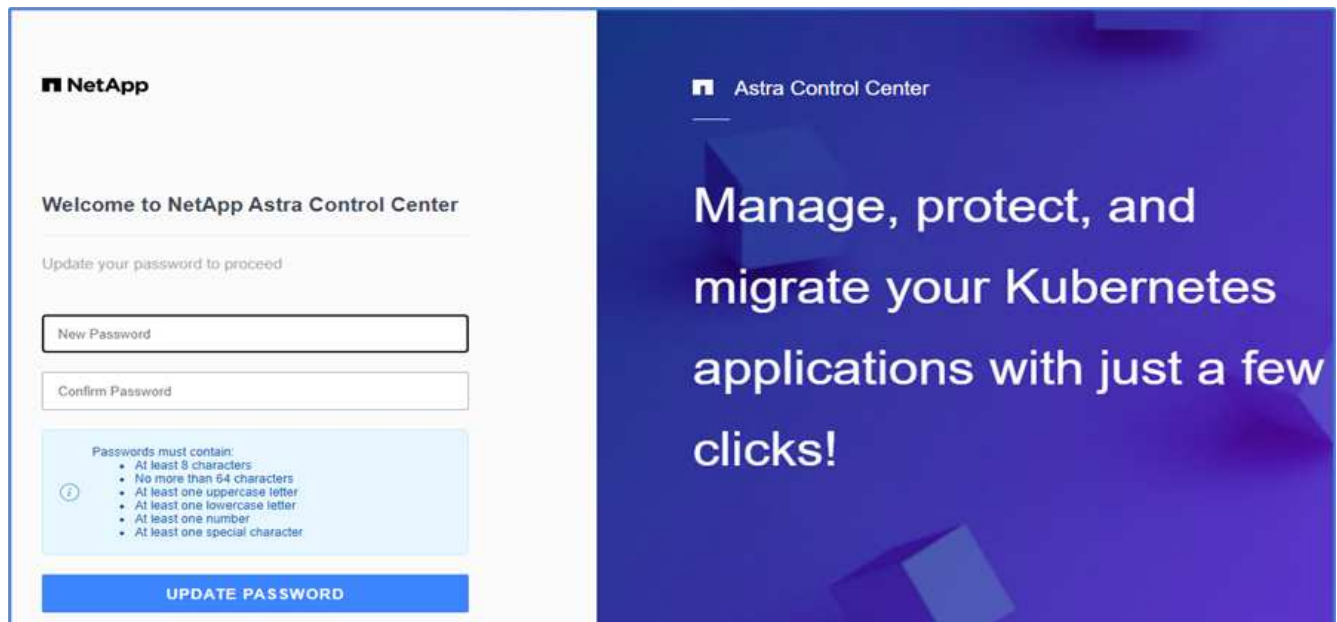 NetApp
Welcome to NetApp Astra Control Center
Update your password to proceed
New Password
Confirm Password
Passwords must contain:
• At least 8 characters
• No more than 64 characters
• At least one uppercase letter
• At least one lowercase letter
• At least one number
• At least one special character
UPDATE PASSWORD
Astra Control Center
Manage, protect, and
migrate your Kubernetes
applications with just a few
clicks!